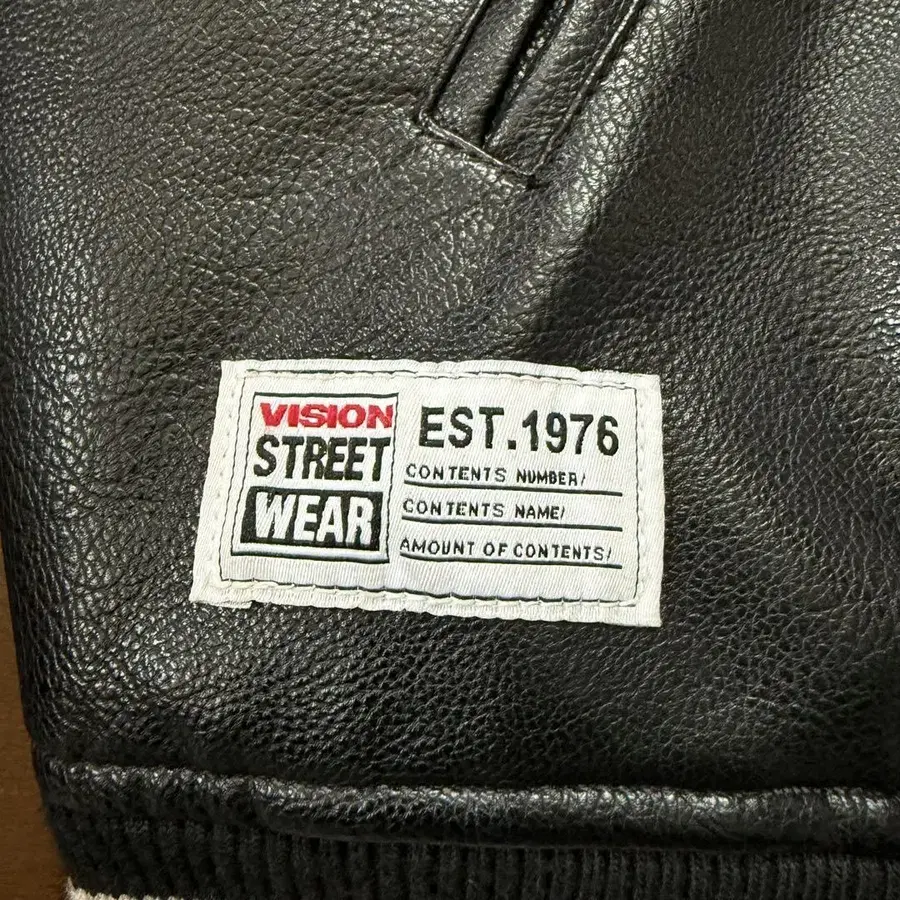 VISION
STREET
WEAR
EST.1976
CONTENTS NUMBER/
CONTENTS NAME/
AMOUNT OF CONTENTS/